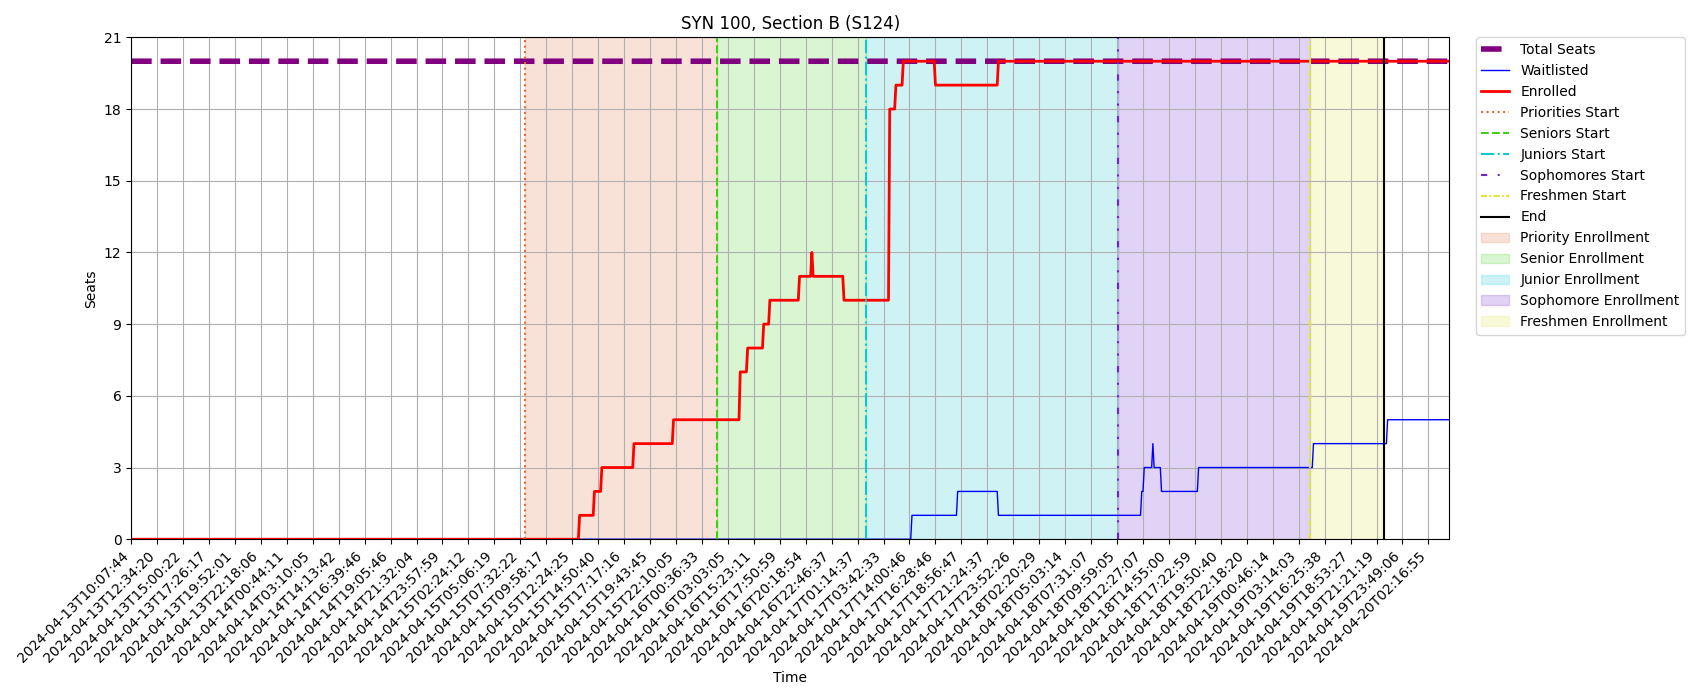 SYN 100, Section B (S124)
21
18
15
12
9
6
3
0
Seats
2024-04-13T10:07:44
2024-04-13T12:34:20
2024-04-13T15:00:22
2024-04-13T17:26:17
2024-04-13T19:52:01
2024-04-13T22:18:06
2024-04-14T00:44:11
2024-04-14T03:10:05
2024-04-14T14:13:42
2024-04-14T16:39:46
2024-04-14T19:05:46
2024-04-14T21:32:04
2024-04-14T23:57:59
2024-04-15T02:24:12
2024-04-15T05:06:19
2024-04-15T07:32:22
2024-04-15T09:58:17
2024-04-15T12:24:25
2024-04-15T14:50:40
2024-04-15T17:17:16
2024-04-15T19:43:45
2024-04-15T22:10:05
2024-04-16T00:36:33
2024-04-16T03:03:05
2024-04-16T15:23:11
2024-04-16T17:50:59
2024-04-16T20:18:54
2024-04-16T22:46:37
2024-04-17T01:14:37
2024-04-17T03:42:33
2024-04-17T14:00:46
2024-04-17T16:28:46
2024-04-17T18:56:47
2024-04-17T21:24:37
2024-04-17T23:52:26
2024-04-18T02:20:29
2024-04-18T05:03:14
2024-04-18T07:31:07
2024-04-18T09:59:05
2024-04-18T12:27:07
2024-04-18T14:55:00
2024-04-18T17:22:59
2024-04-18T19:50:40
2024-04-18T22:18:20
2024-04-19T00:46:14
2024-04-19T03:14:03
2024-04-19T16:25:38
2024-04-19T18:53:27
2024-04-19T21:21:19
2024-04-19T23:49:06
2024-04-20T02:16:55
Time
Total Seats
Waitlisted
Enrolled
Priorities Start
Seniors Start
Juniors Start
Sophomores Start
Freshmen Start
End
Priority Enrollment
Senior Enrollment
Junior Enrollment
Sophomore Enrollment
Freshmen Enrollment